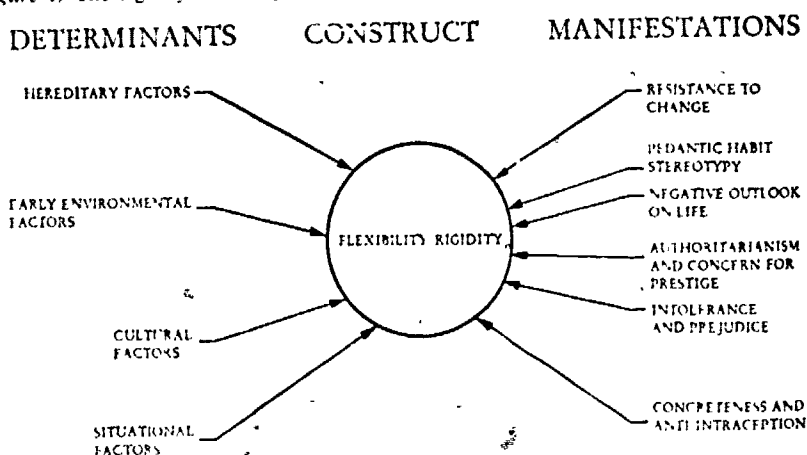 DETERMINANTS CONSTRUCT MANIFESTATIONS
HEREDITARY FACTORS
EARLY ENVIRONMENTAL
FACTORS
CULTURAL
FACTORS
SITUATIONAL
FACTORS
FLEXIBILITY RIGIDITY
RESISTANCE TO
CHANGE
PEDANTIC HABIT
STEREOTYPY
NEGATIVE OUTLOOK
ON LIFE
AUTHORITARIANISM
AND CONCERN FOR
PRESTIGE
INTOLERANCE
AND PREJUDICE
CONCRETENESS AND
ANTI INTRACEPTION